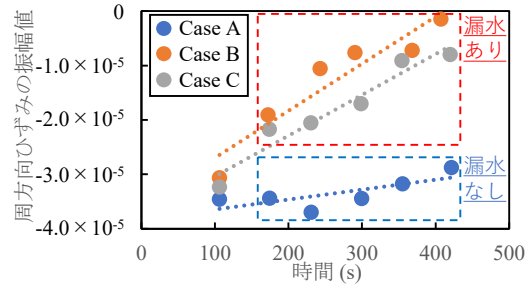 0
-1.0 × 10⁻⁵
-2.0 × 10⁻⁵
-3.0 × 10⁻⁵
-4.0 × 10⁻⁵
周方向ひずみの振幅値
Case A
Case B
Case C
漏水
あり
漏水
なし
0
100
200
300
400
500
時間 (s)